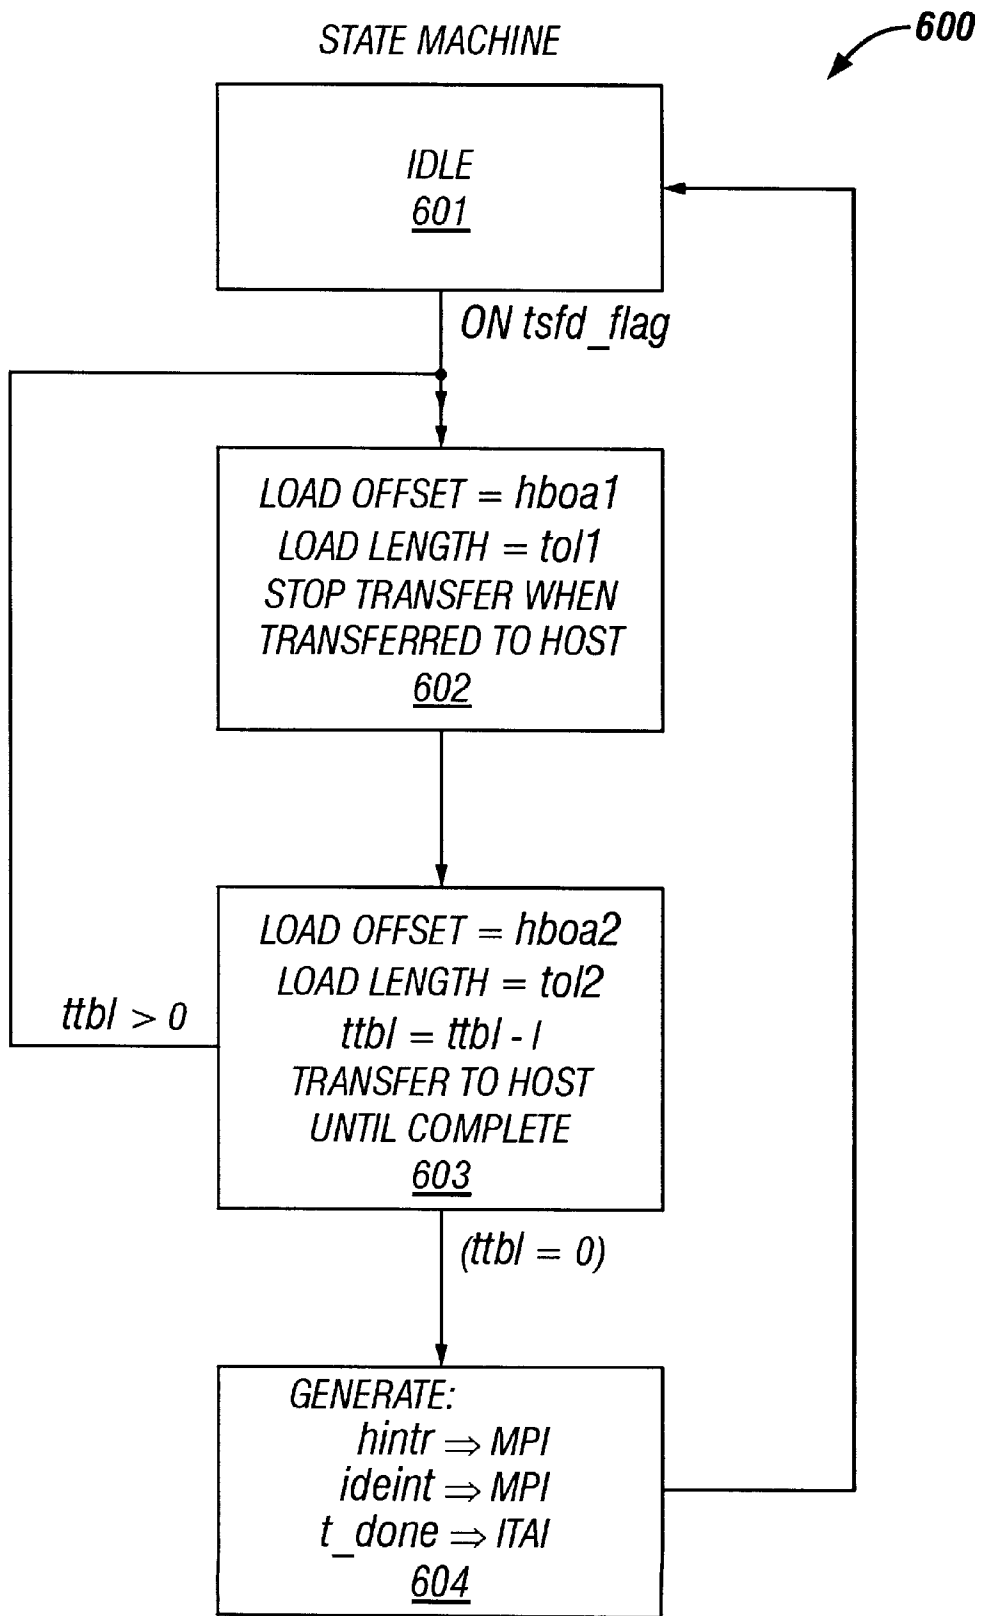 600
STATE MACHINE
IDLE
601
ON tsfd_flag
LOAD OFFSET = hboa1
LOAD LENGTH = tol1
STOP TRANSFER WHEN
TRANSFERRED TO HOST
602
LOAD OFFSET = hboa2
LOAD LENGTH = tol2
ttbl > 0
ttbl = ttbl - l
TRANSFER TO HOST
UNTIL COMPLETE
603
(ttbl = 0)
GENERATE:
hintr ⇒ MPI
ideint ⇒ MPI
t_done ⇒ ITAI
604